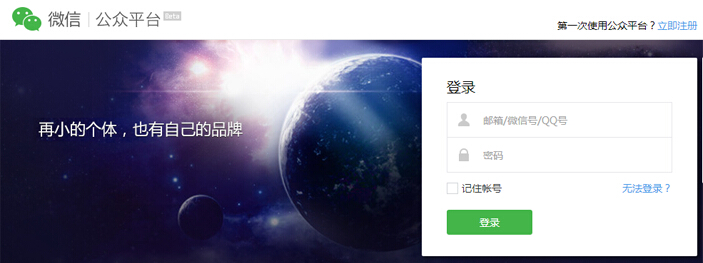 微信 | 公众平台 Beta
第一次使用公众平台？立即注册
再小的个体，也有自己的品牌
登录
邮箱/微信号/QQ号
密码
记住帐号 无法登录？
登录